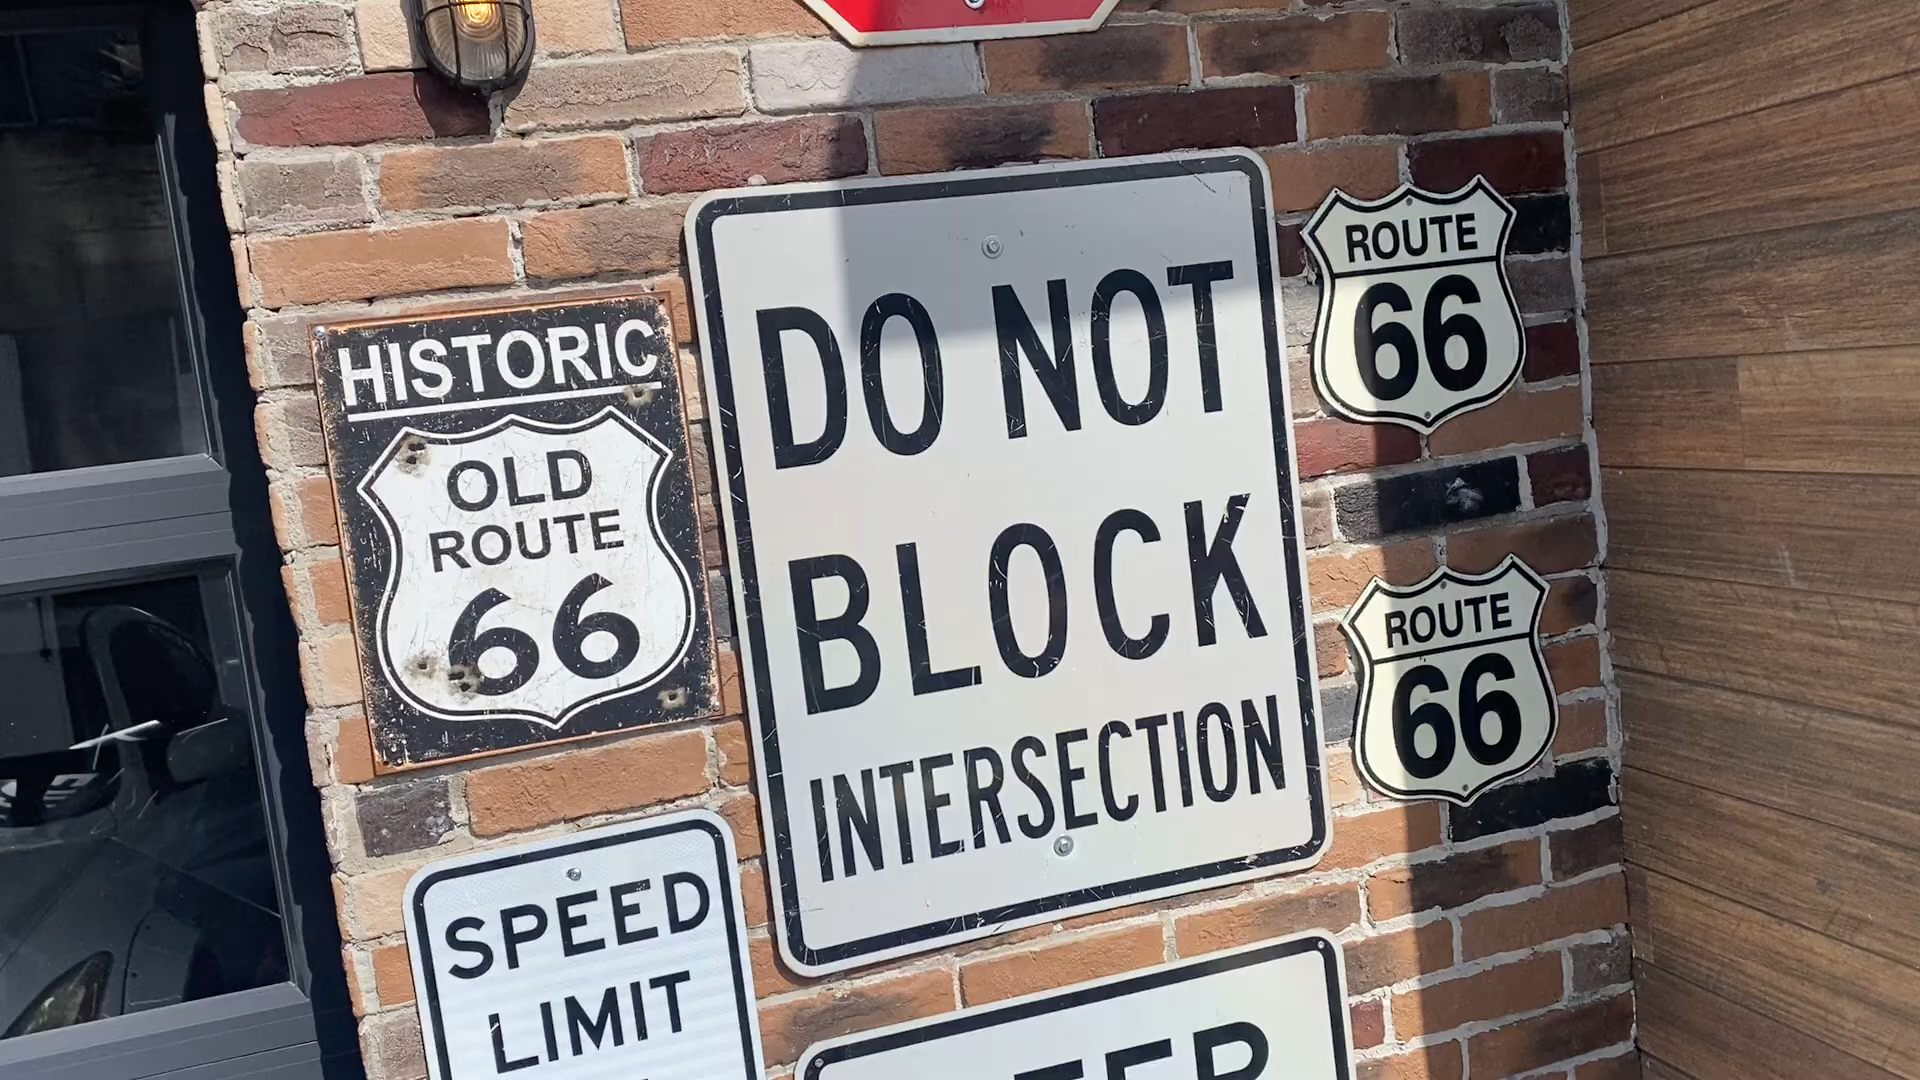 HISTORIC
OLD
ROUTE
66
DO NOT
BLOCK
INTERSECTION
ROUTE
66
ROUTE
66
SPEED
LIMIT